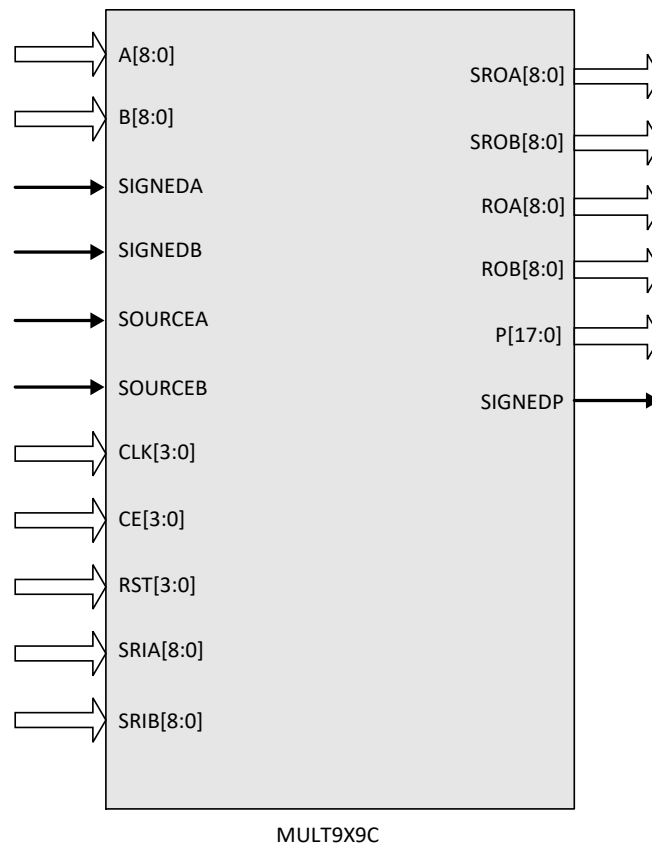 A[8:0]
B[8:0]
SIGNEDA
SIGNEDB
SOURCEA
SOURCEB
CLK[3:0]
CE[3:0]
RST[3:0]
SRIA[8:0]
SRIB[8:0]
SROA[8:0]
SROB[8:0]
ROA[8:0]
ROB[8:0]
P[17:0]
SIGNEDP
MULT9X9C